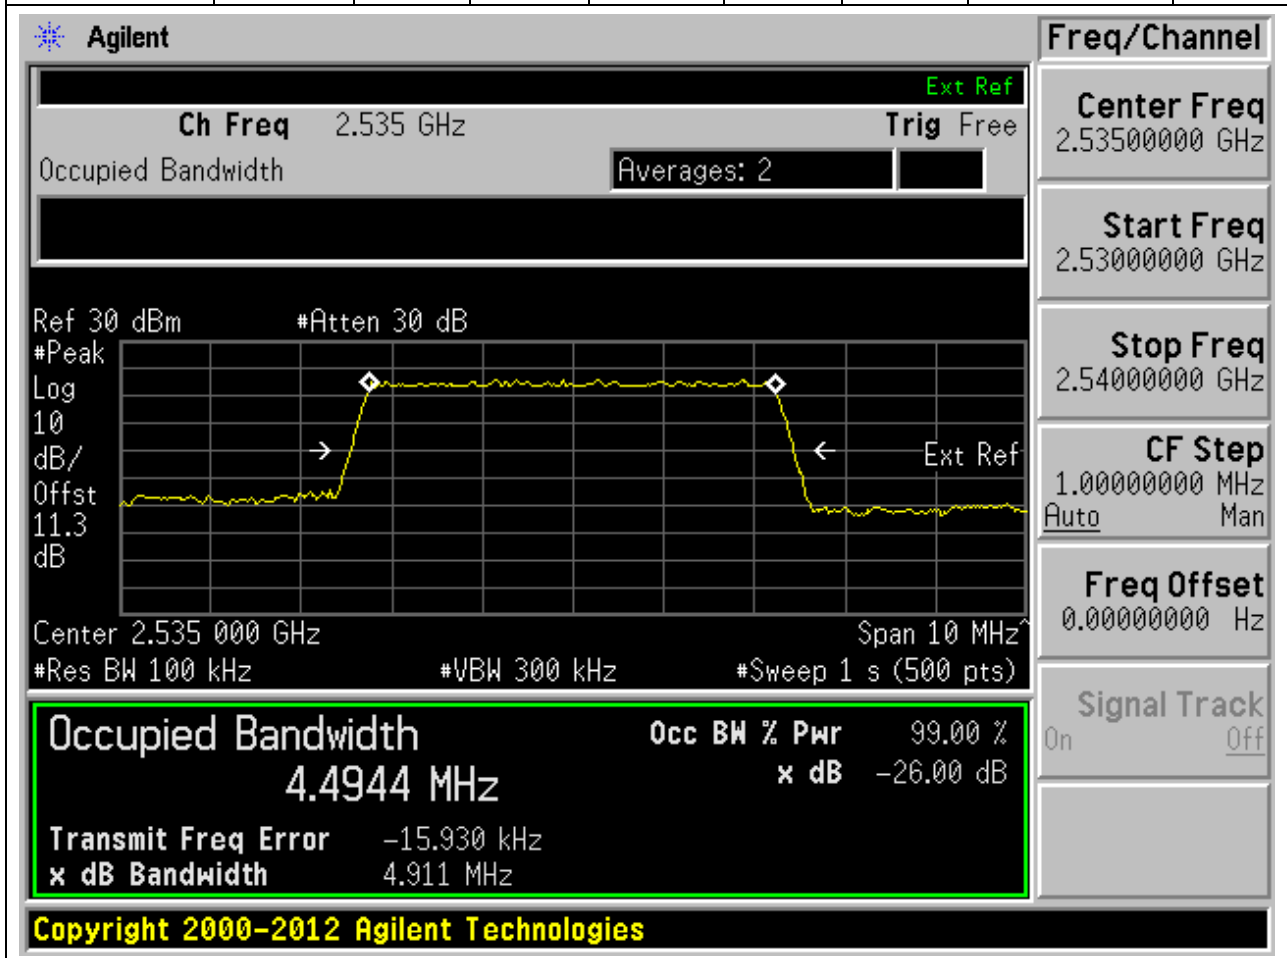 Agilent
Freq/Channel
Ext Ref
Ch Freq 2.535 GHz Trig Free
Occupied Bandwidth Averages: 2
Center Freq
2.53500000 GHz
Start Freq
2.53000000 GHz
Stop Freq
2.54000000 GHz
CF Step
1.00000000 MHz
Auto Man
Freq Offset
0.00000000 Hz
Signal Track
On Off
Ref 30 dBm #Atten 30 dB
#Peak
Log
10
dB/
Offst
11.3
dB
Ext Ref
Center 2.535 000 GHz Span 10 MHz^
#Res BW 100 kHz #VBW 300 kHz #Sweep 1 s (500 pts)
Occupied Bandwidth Occ BW % Pwr 99.00 %
4.4944 MHz x dB -26.00 dB
Transmit Freq Error -15.930 kHz
x dB Bandwidth 4.911 MHz
Copyright 2000-2012 Agilent Technologies